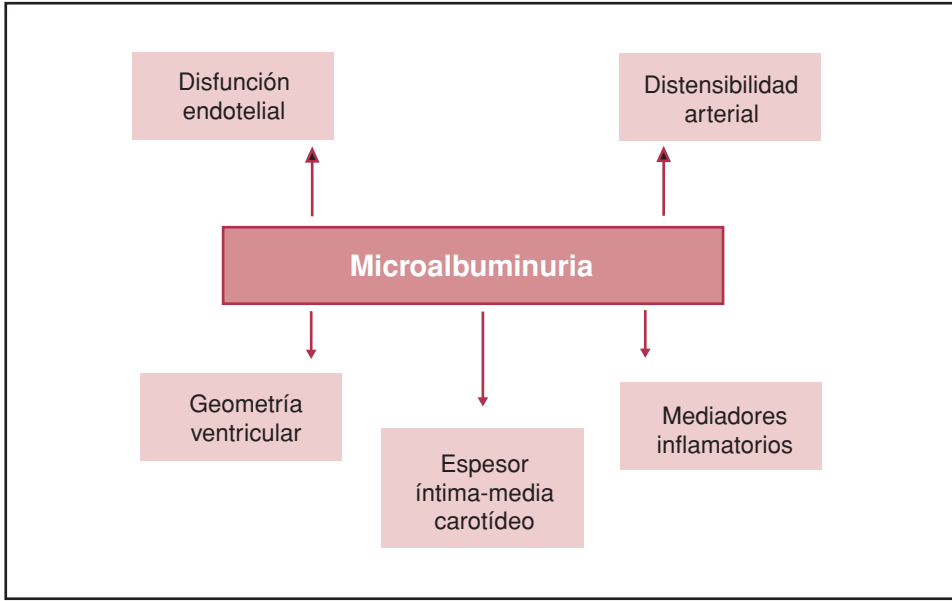 Disfunción
endotelial
Distensibilidad
arterial
Microalbuminuria
Geometría
ventricular
Espesor
íntima-media
carotídeo
Mediadores
inflamatorios